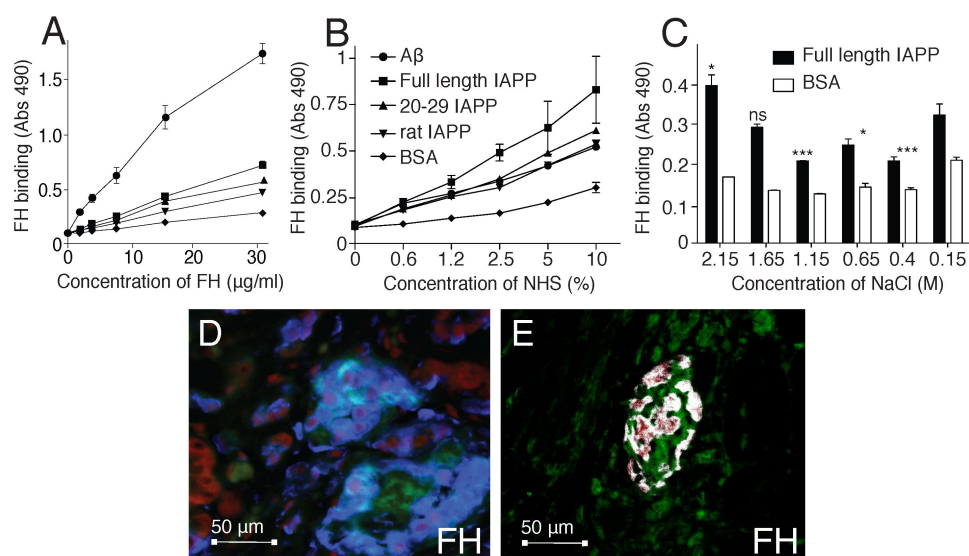 A
FH binding (Abs 490)
2.0
1.5
1.0
0.5
0
0
10
20
30
Concentration of FH (µg/ml)
B
FH binding (Abs 490)
1
0.75
0.5
0.25
0
Aβ
Full length IAPP
20-29 IAPP
rat IAPP
BSA
0
0.6
1.2
2.5
5
10
Concentration of NHS (%)
C
FH binding (Abs 490)
0.4
0.3
0.2
0.1
0
Full length IAPP
BSA
*
ns
***
*
***
2.15
1.65
1.15
0.65
0.4
0.15
Concentration of NaCl (M)
D
50 µm
FH
E
50 µm
FH